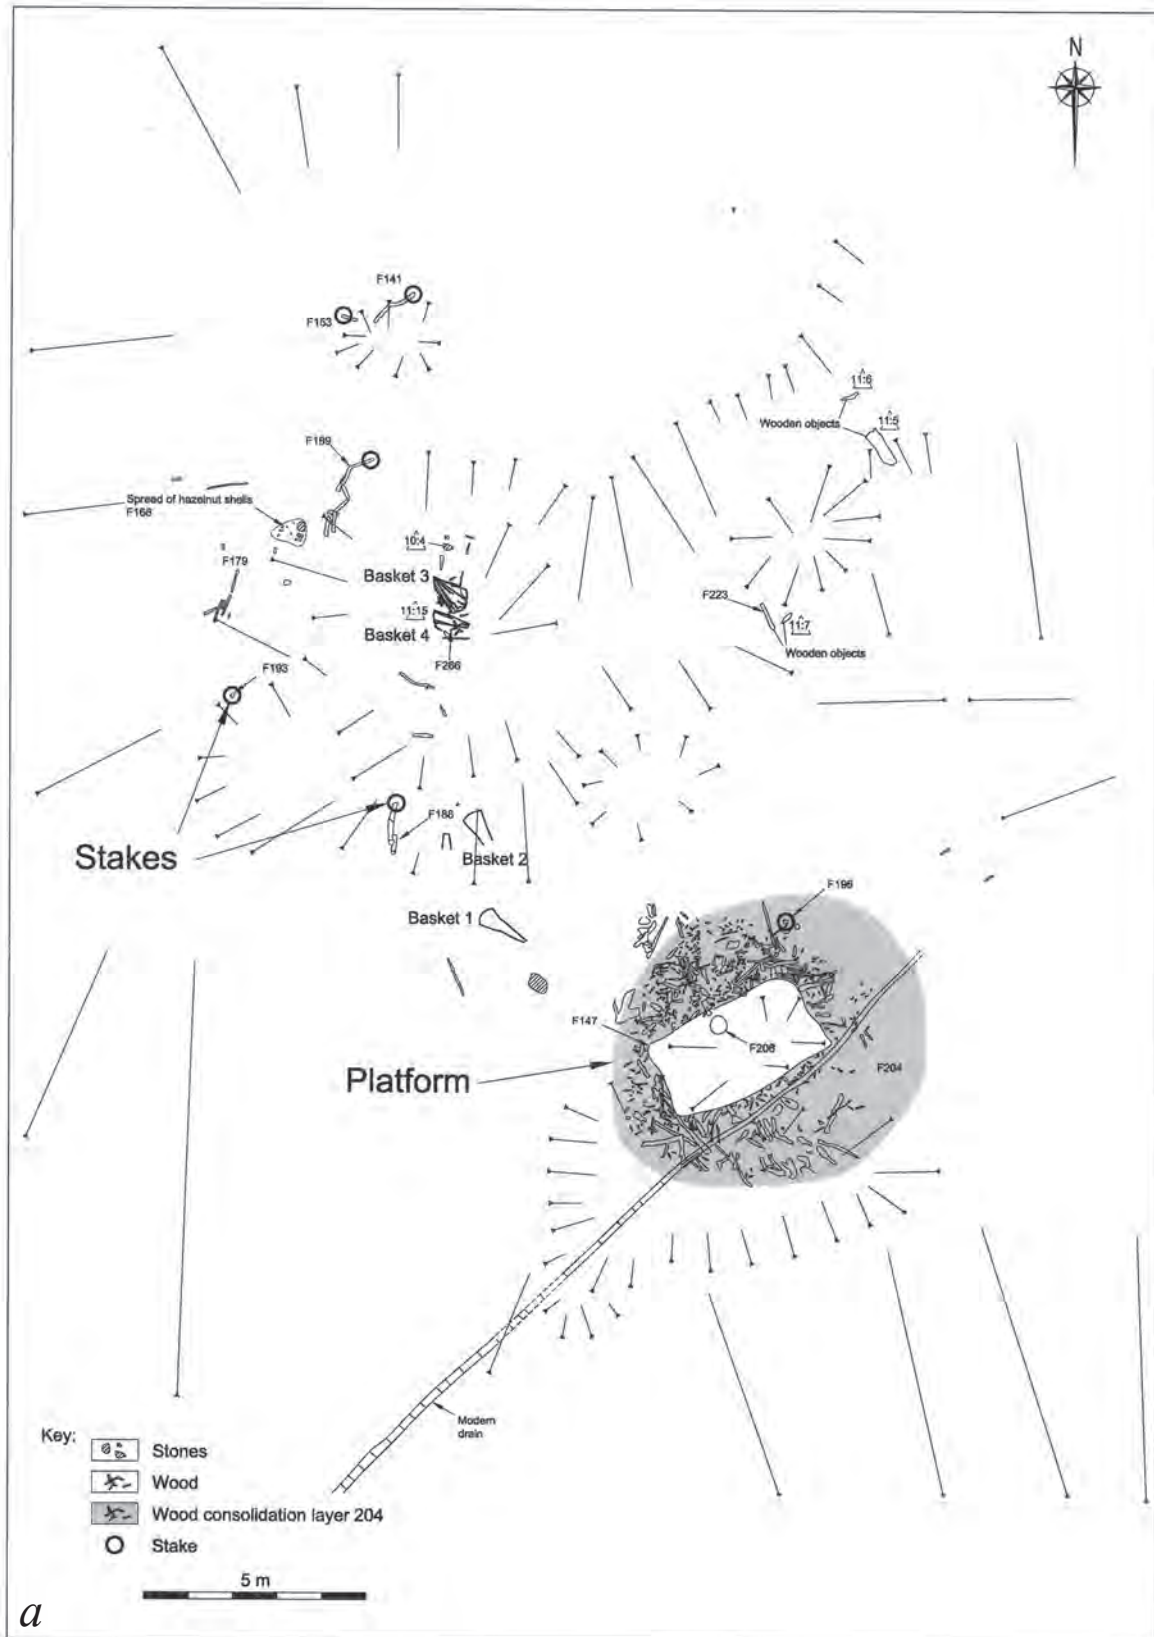 N
F141
F153
11:6
Wooden objects
11:5
F189
Spread of hazelnut shells
F168
10:4
F179
Basket 3
11:15
Basket 4
F266
F223
11:7
Wooden objects
F193
F188
Stakes
Basket 2
Basket 1
F196
F147
F206
Platform
F204
Modern
drain
Key:
Stones
Wood
Wood consolidation layer 204
Stake
5 m
a